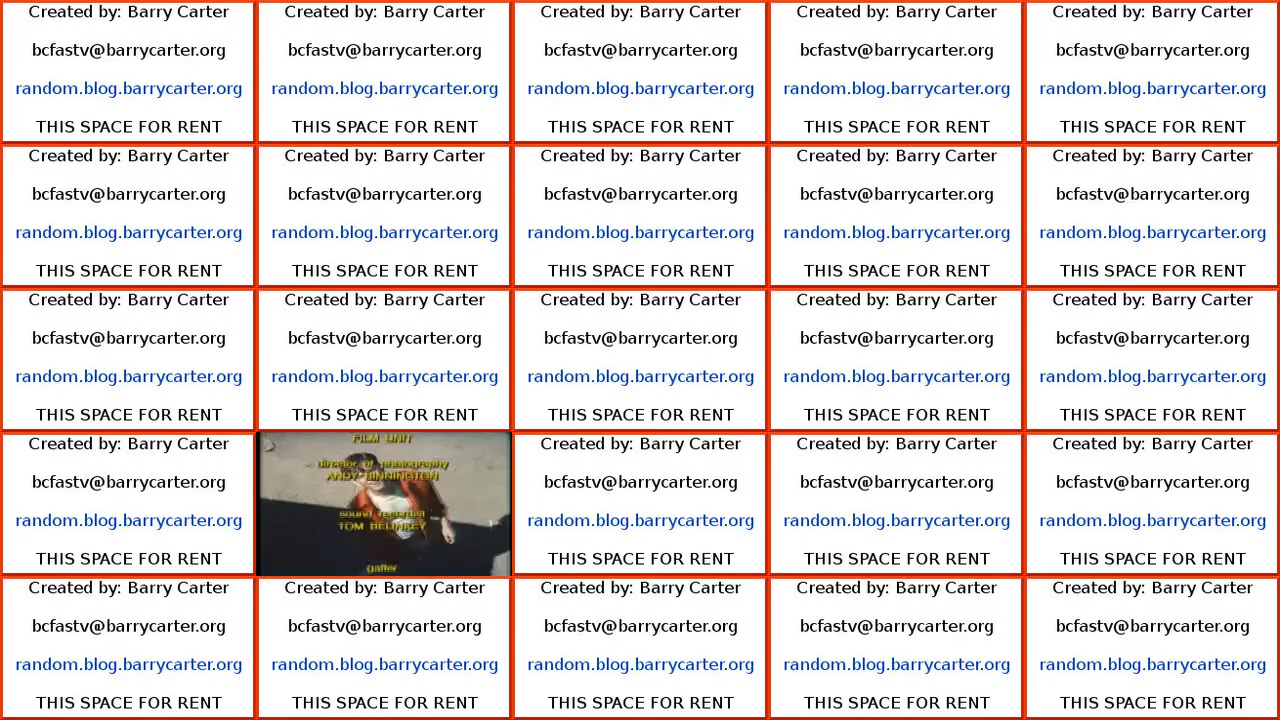 Created by: Barry Carter
bcfastv@barrycarter.org
random.blog.barrycarter.org
THIS SPACE FOR RENT
Created by: Barry Carter
bcfastv@barrycarter.org
random.blog.barrycarter.org
THIS SPACE FOR RENT
Created by: Barry Carter
bcfastv@barrycarter.org
random.blog.barrycarter.org
THIS SPACE FOR RENT
Created by: Barry Carter
bcfastv@barrycarter.org
random.blog.barrycarter.org
THIS SPACE FOR RENT
Created by: Barry Carter
bcfastv@barrycarter.org
random.blog.barrycarter.org
THIS SPACE FOR RENT
Created by: Barry Carter
bcfastv@barrycarter.org
random.blog.barrycarter.org
THIS SPACE FOR RENT
Created by: Barry Carter
bcfastv@barrycarter.org
random.blog.barrycarter.org
THIS SPACE FOR RENT
Created by: Barry Carter
bcfastv@barrycarter.org
random.blog.barrycarter.org
THIS SPACE FOR RENT
Created by: Barry Carter
bcfastv@barrycarter.org
random.blog.barrycarter.org
THIS SPACE FOR RENT
Created by: Barry Carter
bcfastv@barrycarter.org
random.blog.barrycarter.org
THIS SPACE FOR RENT
Created by: Barry Carter
bcfastv@barrycarter.org
random.blog.barrycarter.org
THIS SPACE FOR RENT
Created by: Barry Carter
bcfastv@barrycarter.org
random.blog.barrycarter.org
THIS SPACE FOR RENT
Created by: Barry Carter
bcfastv@barrycarter.org
random.blog.barrycarter.org
THIS SPACE FOR RENT
Created by: Barry Carter
bcfastv@barrycarter.org
random.blog.barrycarter.org
THIS SPACE FOR RENT
Created by: Barry Carter
bcfastv@barrycarter.org
random.blog.barrycarter.org
THIS SPACE FOR RENT
Created by: Barry Carter
bcfastv@barrycarter.org
random.blog.barrycarter.org
THIS SPACE FOR RENT
FILM UNIT
director of photography
ANDY
sound recordist
TOM
gaffer
Created by: Barry Carter
bcfastv@barrycarter.org
random.blog.barrycarter.org
THIS SPACE FOR RENT
Created by: Barry Carter
bcfastv@barrycarter.org
random.blog.barrycarter.org
THIS SPACE FOR RENT
Created by: Barry Carter
bcfastv@barrycarter.org
random.blog.barrycarter.org
THIS SPACE FOR RENT
Created by: Barry Carter
bcfastv@barrycarter.org
random.blog.barrycarter.org
THIS SPACE FOR RENT
Created by: Barry Carter
bcfastv@barrycarter.org
random.blog.barrycarter.org
THIS SPACE FOR RENT
Created by: Barry Carter
bcfastv@barrycarter.org
random.blog.barrycarter.org
THIS SPACE FOR RENT
Created by: Barry Carter
bcfastv@barrycarter.org
random.blog.barrycarter.org
THIS SPACE FOR RENT
Created by: Barry Carter
bcfastv@barrycarter.org
random.blog.barrycarter.org
THIS SPACE FOR RENT